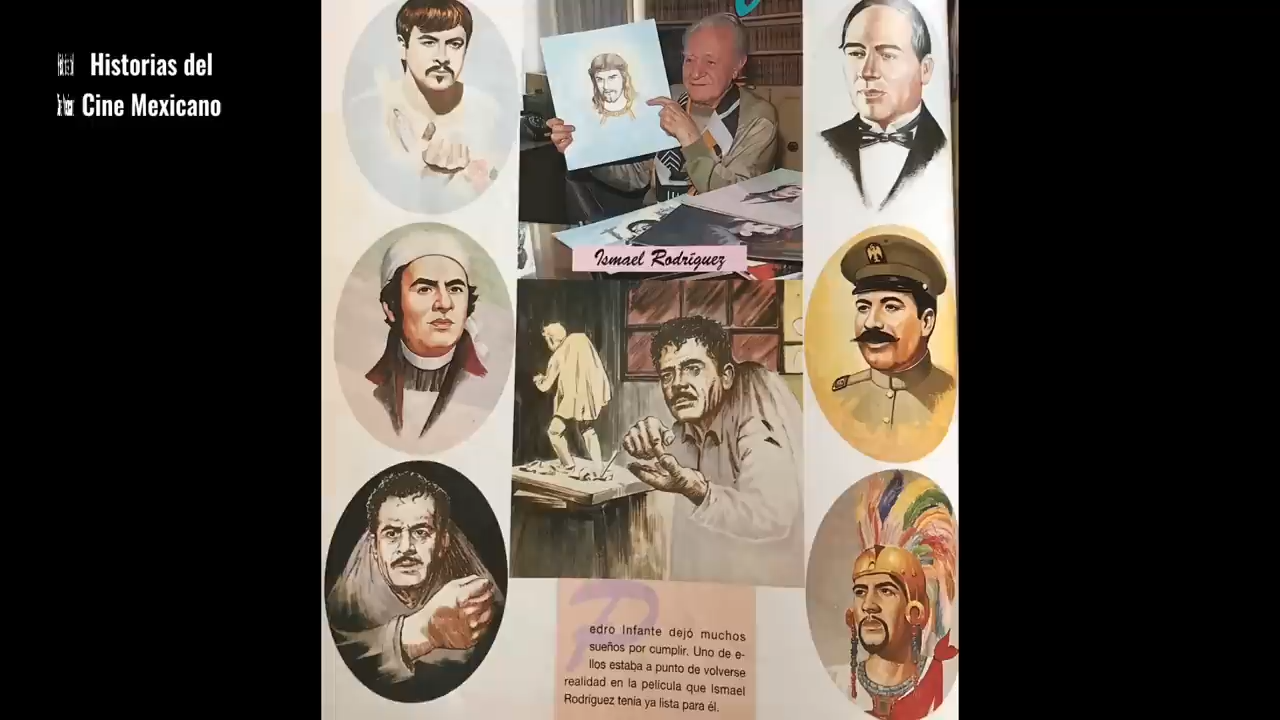 Historias del
Cine Mexicano
Ismael Rodríguez
Pedro Infante dejó muchos
sueños por cumplir. Uno de e-
llos estaba a punto de volverse
realidad en la película que Ismael
Rodríguez tenía ya lista para él.